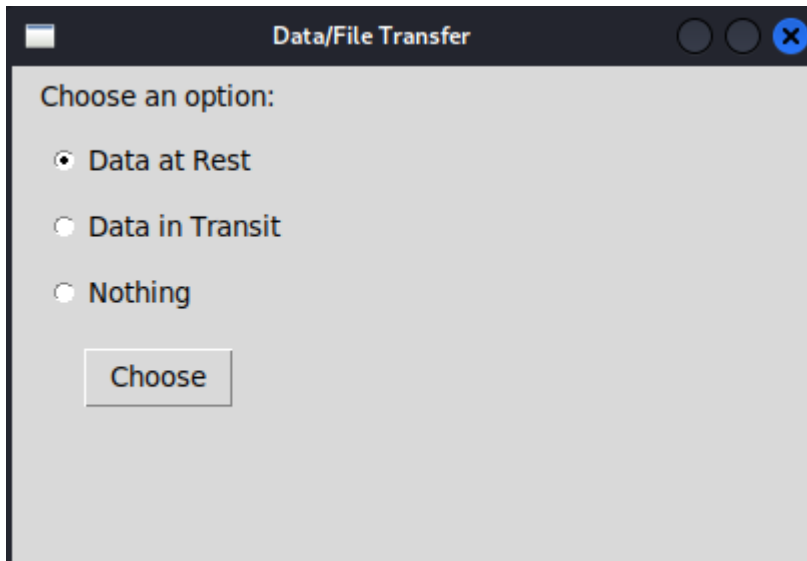 Data/File Transfer
Choose an option:
Data at Rest
Data in Transit
Nothing
Choose